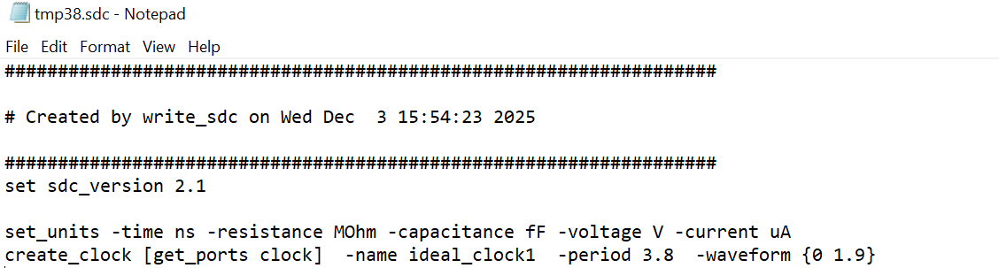 tmp38.sdc - Notepad
File Edit Format View Help
###################################################################
# Created by write_sdc on Wed Dec  3 15:54:23 2025
###################################################################
set sdc_version 2.1
set_units -time ns -resistance MOhm -capacitance fF -voltage V -current uA
create_clock [get_ports clock]  -name ideal_clock1  -period 3.8  -waveform {0 1.9}